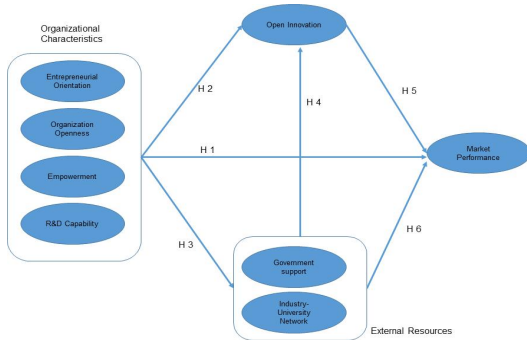 Organizational
Characteristics
Open Innovation
Entrepreneurial
Orientation
H 2
H 4
H 5
Organization
Openness
H 1
Market
Performance
Empowerment
R&D Capability
H 3
H 6
Government
support
Industry-
University
Network
External Resources